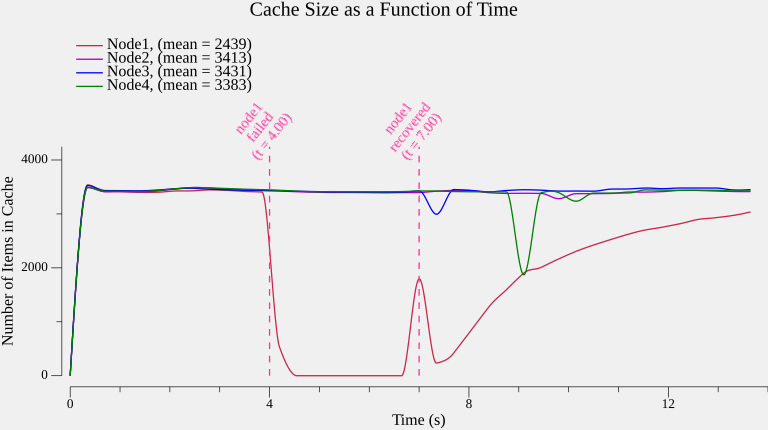 Cache Size as a Function of Time
Node1, (mean = 2439)
Node2, (mean = 3413)
Node3, (mean = 3431)
Node4, (mean = 3383)
node1
failed
(t = 4.00)
node1
recovered
(t = 7.00)
Number of Items in Cache
4000
2000
0
0
4
8
12
Time (s)